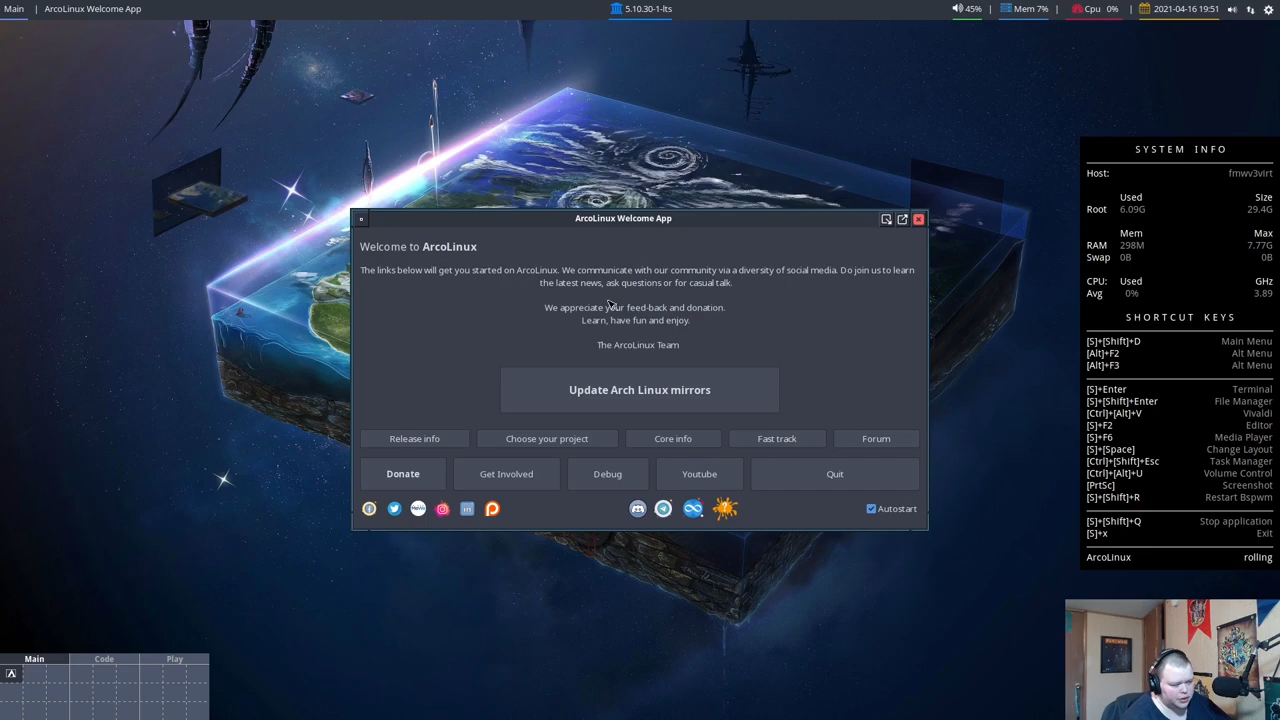 Main | ArcoLinux Welcome App
5.10.30-1-lts
45% | Mem 7% | Cpu 0% | 2021-04-16 19:51
ArcoLinux Welcome App
Welcome to ArcoLinux
The links below will get you started on ArcoLinux. We communicate with our community via a diversity of social media. Do join us to learn
the latest news, ask questions or for casual talk.
We appreciate your feed-back and donation.
Learn, have fun and enjoy.
The ArcoLinux Team
Update Arch Linux mirrors
Release info Choose your project Core info Fast track Forum
Donate Get Involved Debug Youtube Quit
Autostart
SYSTEM INFO
Host: fmwv3virt
Used Size
Root 6.09G 29.4G
Mem Max
RAM 298M 7.77G
Swap 0B 0B
CPU: Used GHz
Avg 0% 3.89
SHORTCUT KEYS
[S]+[Shift]+D Main Menu
[Alt]+F2 Alt Menu
[Alt]+F3 Alt Menu
[S]+Enter Terminal
[S]+[Shift]+Enter File Manager
[Ctrl]+[Alt]+V Vivaldi
[S]+F2 Editor
[S]+F6 Media Player
[S]+[Space] Change Layout
[Ctrl]+[Shift]+Esc Task Manager
[Ctrl]+[Alt]+U Volume Control
[PrtSc] Screenshot
[S]+[Shift]+R Restart Bspwm
[S]+[Shift]+Q Stop application
[S]+x Exit
ArcoLinux rolling
Main Code Play